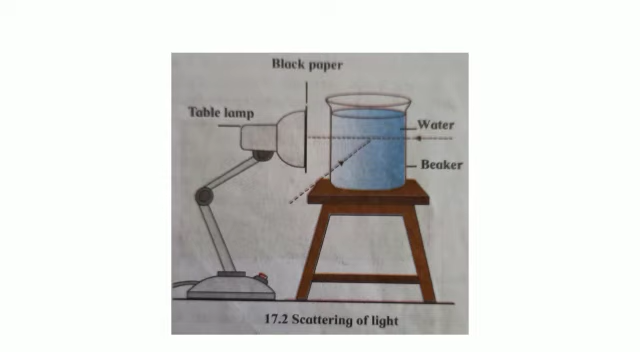 Black paper
Table lamp
Water
Beaker
17.2 Scattering of light